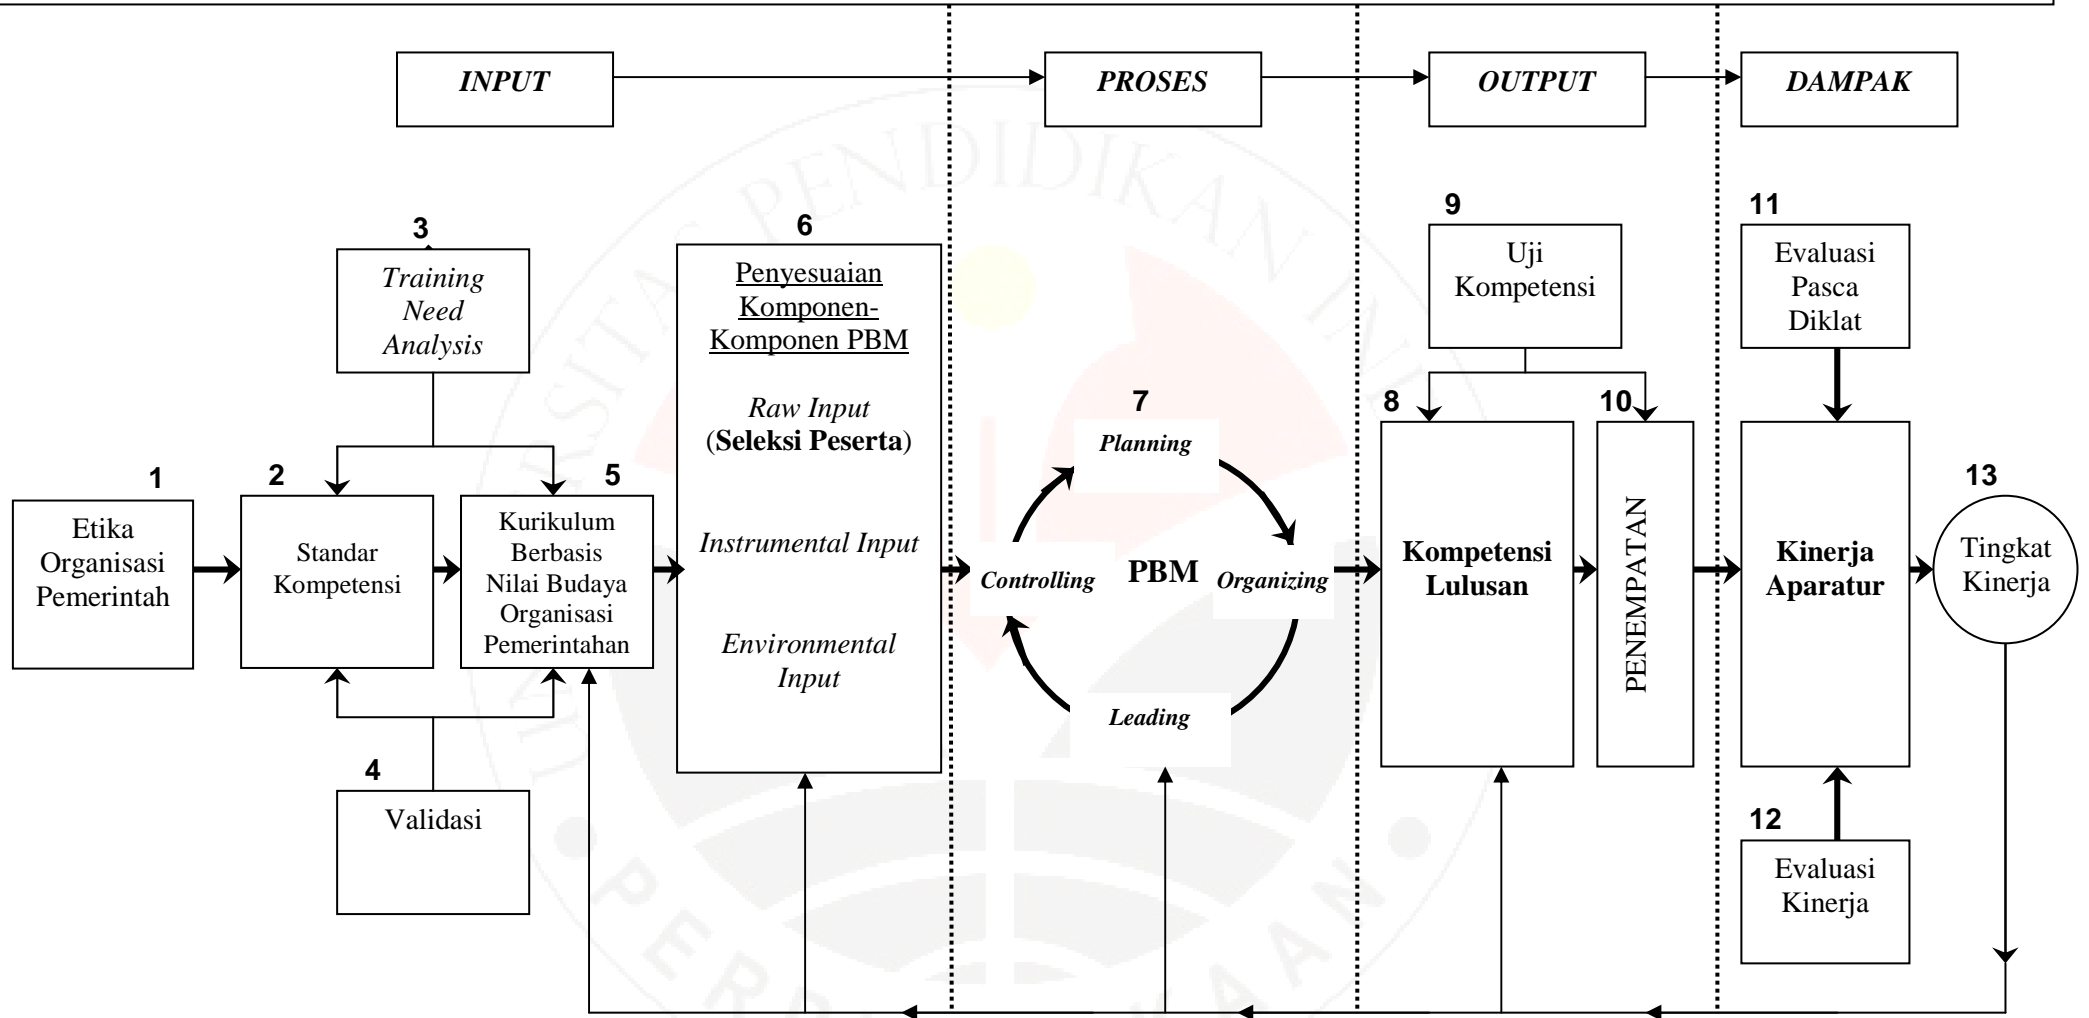 INPUT
PROSES
OUTPUT
DAMPAK
3
Training
Need
Analysis
6
Penyesuaian
Komponen-
Komponen PBM
Raw Input
(Seleksi Peserta)
Instrumental Input
Environmental
Input
9
Uji
Kompetensi
11
Evaluasi
Pasca
Diklat
1
Etika
Organisasi
Pemerintah
2
Standar
Kompetensi
5
Kurikulum
Berbasis
Nilai Budaya
Organisasi
Pemerintahan
7
Planning
Controlling
PBM
Organizing
Leading
8
Kompetensi
Lulusan
10
PENEMPATAN
Kinerja
Aparatur
13
Tingkat
Kinerja
4
Validasi
12
Evaluasi
Kinerja